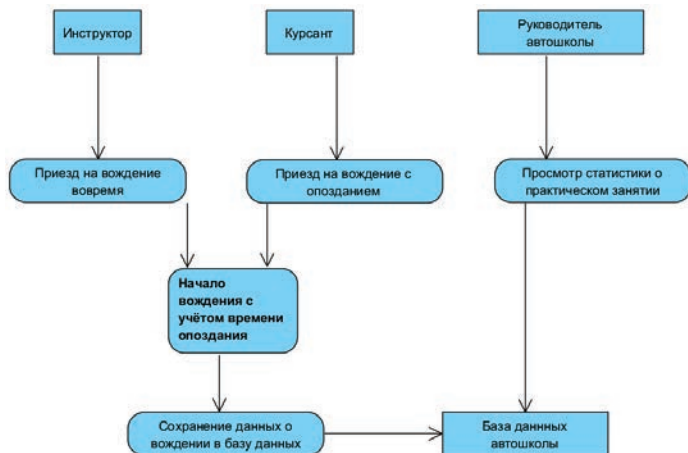 Инструктор
Курсант
Руководитель
автошколы
Приезд на вождение
вовремя
Приезд на вождение с
опозданием
Просмотр статистики о
практическом занятии
Начало
вождения с
учётом времени
опоздания
Сохранение данных о
вождении в базу данных
База даннных
автошколы